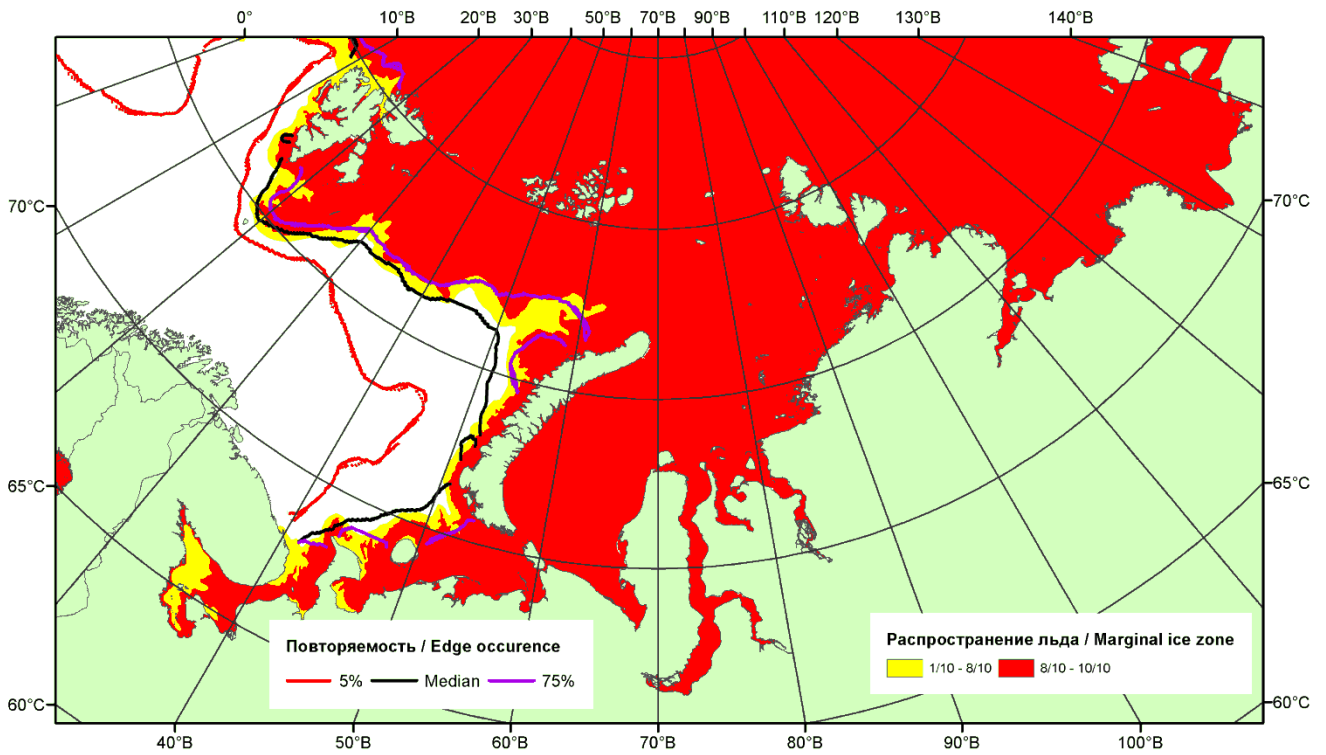 0° 10°В 20°В 30°В 50°В 70°В 90°В 110°В 120°В 130°В 140°В
70°С 70°С
65°С 65°С
60°С 60°С
Повторяемость / Edge occurence
5% Median 75%
Распространение льда / Marginal ice zone
1/10 - 8/10 8/10 - 10/10
40°В 50°В 60°В 70°В 80°В 90°В 100°В